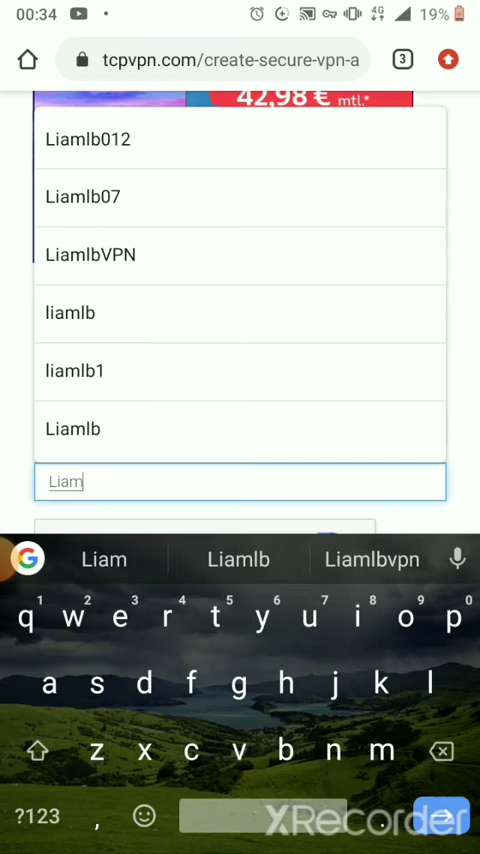 00:34 4G 19%
tcpvpn.com/create-secure-vpn-a 3
42,98 € mtl.*
Liamlb012
Liamlb07
LiamlbVPN
liamlb
liamlb1
Liamlb
Liam
G Liam Liamlb Liamlbvpn
1 2 3 4 5 6 7 8 9 0
q w e r t y u i o p
a s d f g h j k l
z x c v b n m
?123 , .
XRecorder